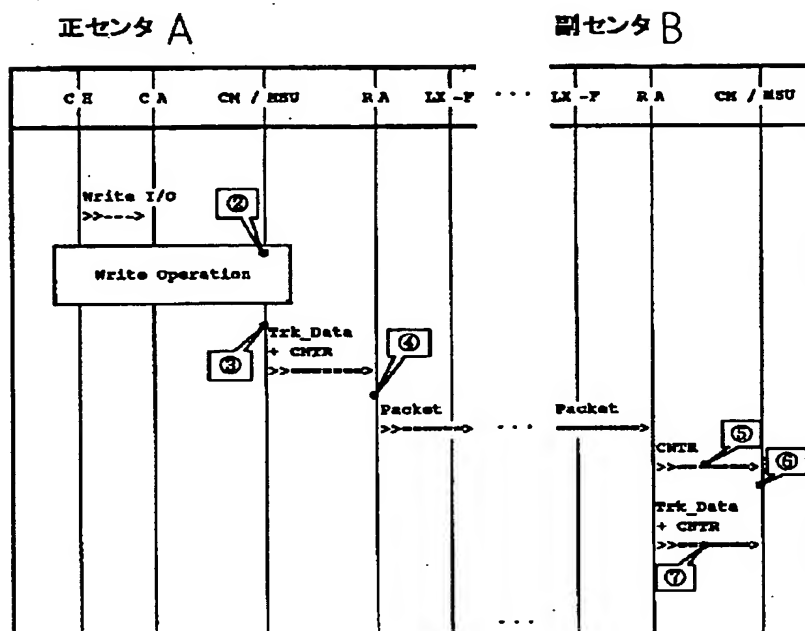 正センタ A
副センタ B
CH CA CM / MSU RA LX-P ... LX-P RA CM / MSU
Write I/O
②
Write Operation
③
Trk_Data
+ CNTR
④
Packet
...
Packet
CNTR
⑤
⑥
Trk_Data
+ CNTR
⑦
...